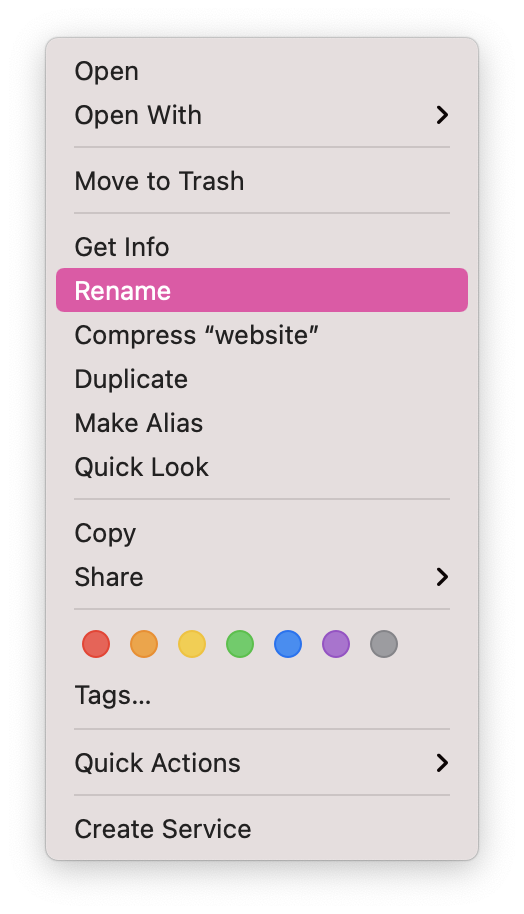 Open
Open With
Move to Trash
Get Info
Rename
Compress “website”
Duplicate
Make Alias
Quick Look
Copy
Share
Tags...
Quick Actions
Create Service